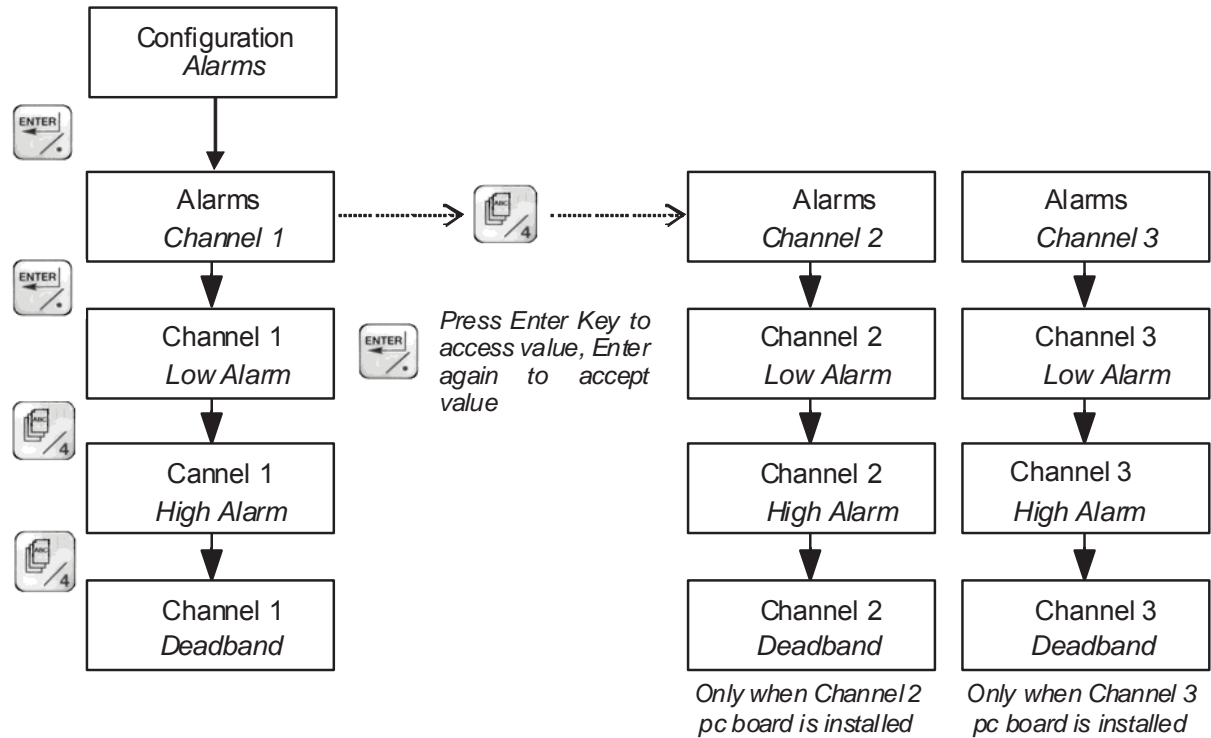 Configuration
Alarms
ENTER
.
Alarms
Channel 1
ABC
4
Alarms
Channel 2
Alarms
Channel 3
ENTER
.
Channel 1
Low Alarm
ENTER
.
Press Enter Key to
access value, Enter
again to accept
value
Channel 2
Low Alarm
Channel 3
Low Alarm
ABC
4
Cannel 1
High Alarm
Channel 2
High Alarm
Channel 3
High Alarm
ABC
4
Channel 1
Deadband
Channel 2
Deadband
Channel 3
Deadband
Only when Channel 2
pc board is installed
Only when Channel 3
pc board is installed